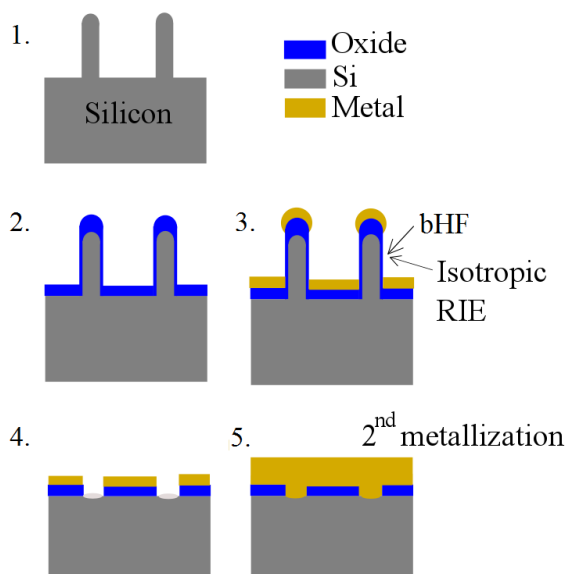 1.
Oxide
Si
Metal
Silicon
2.
3.
bHF
Isotropic
RIE
4.
5.
2nd metallization